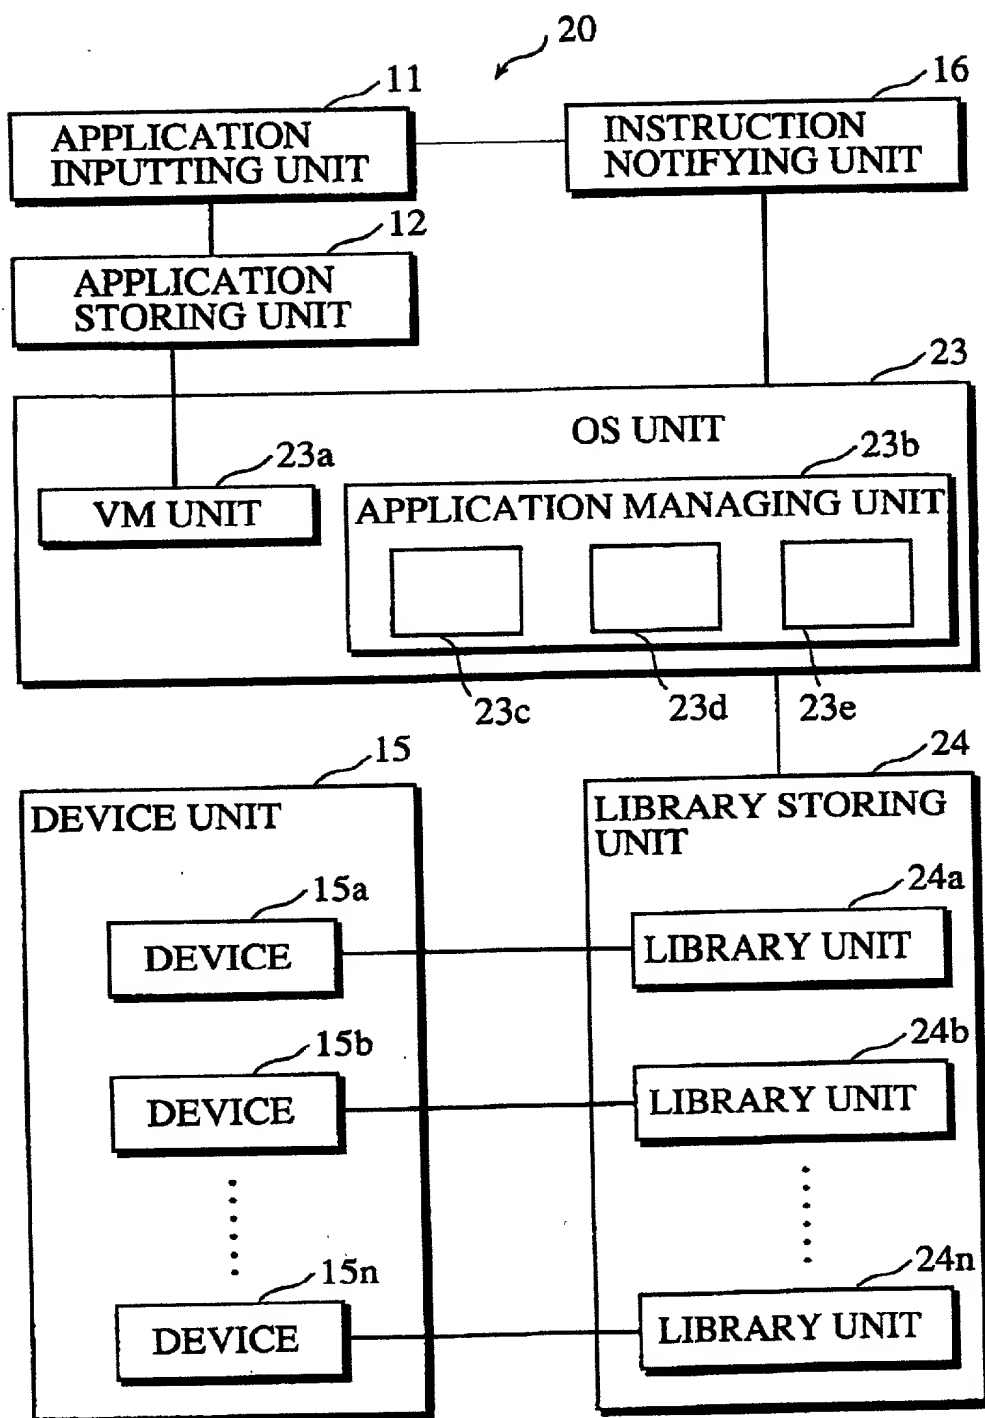 20
11
16
APPLICATION
INPUTTING UNIT
INSTRUCTION
NOTIFYING UNIT
12
APPLICATION
STORING UNIT
23
OS UNIT
23a
23b
VM UNIT
APPLICATION MANAGING UNIT
23c
23d
23e
15
24
DEVICE UNIT
LIBRARY STORING
UNIT
15a
24a
DEVICE
LIBRARY UNIT
15b
24b
DEVICE
LIBRARY UNIT
15n
24n
DEVICE
LIBRARY UNIT